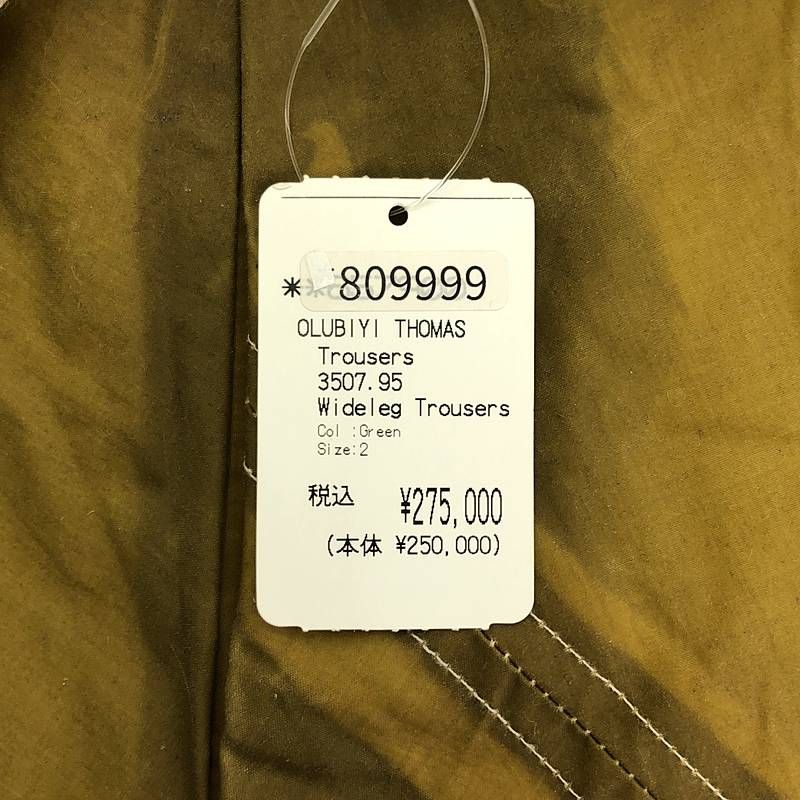 **809999
OLUBIYI THOMAS
Trousers
3507.95
Wideleg Trousers
Col :Green
Size:2
税込 ¥275,000
(本体 ¥250,000)